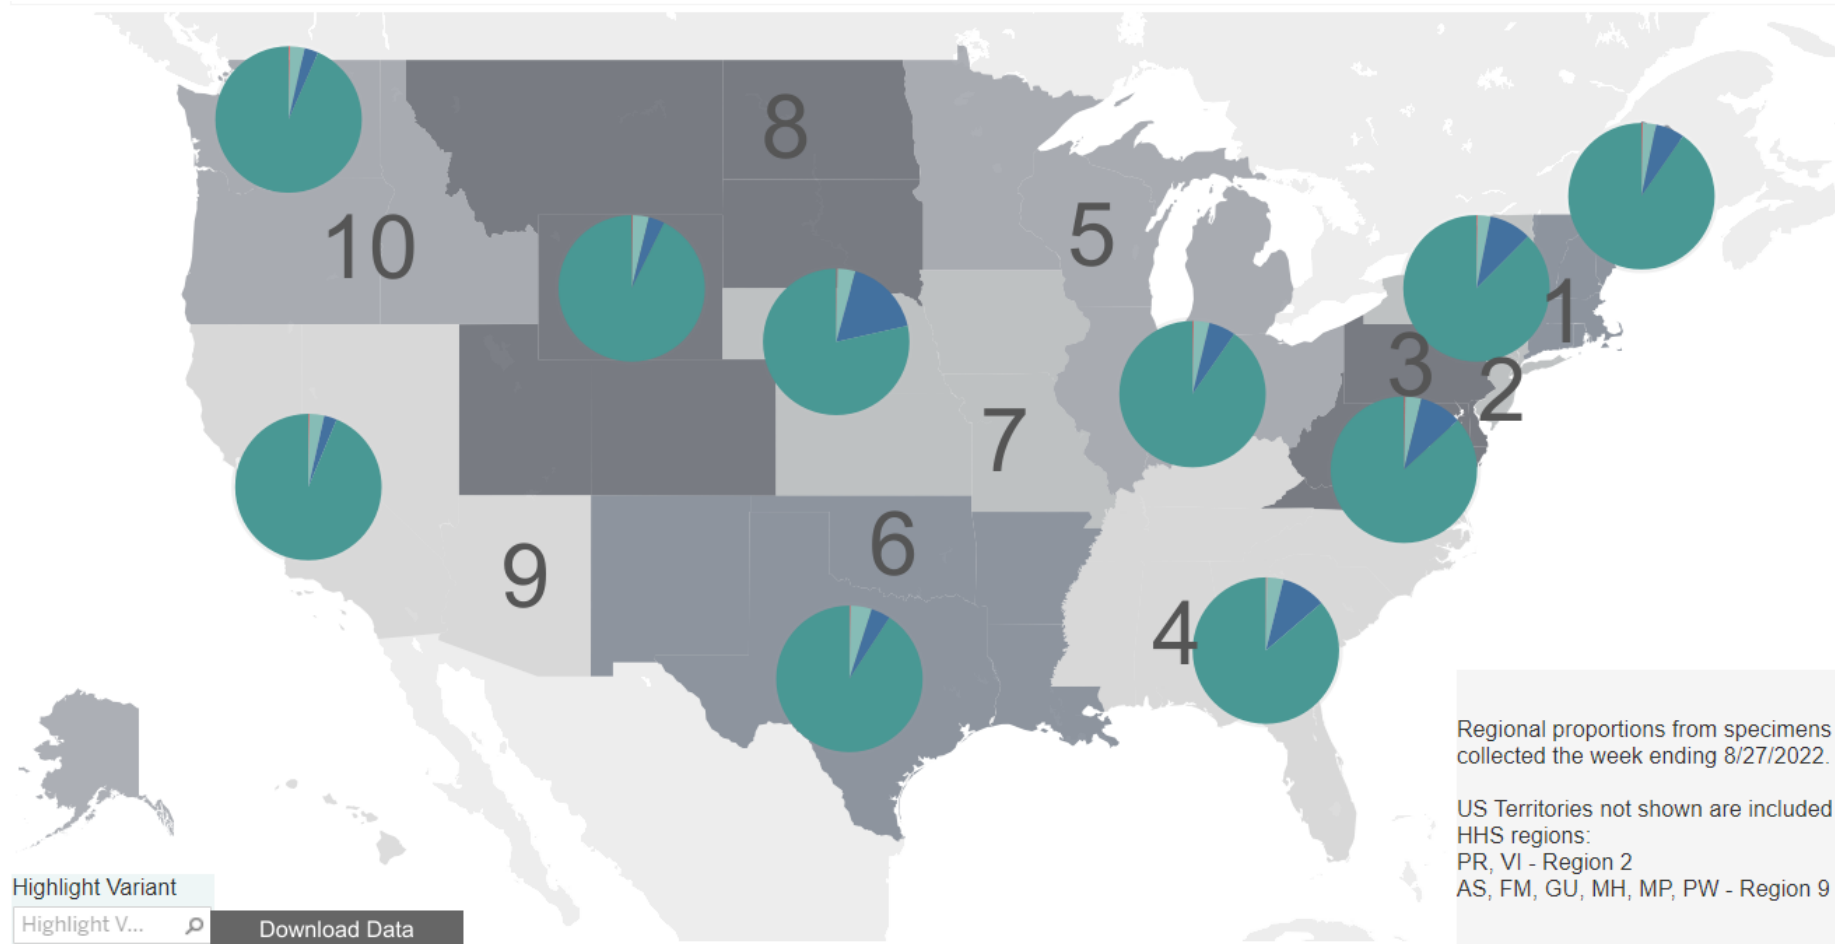 8
10
5
1
3
2
7
6
9
4
Regional proportions from specimens
collected the week ending 8/27/2022.
US Territories not shown are included
HHS regions:
PR, VI - Region 2
AS, FM, GU, MH, MP, PW - Region 9
Highlight Variant
Highlight V...
Download Data